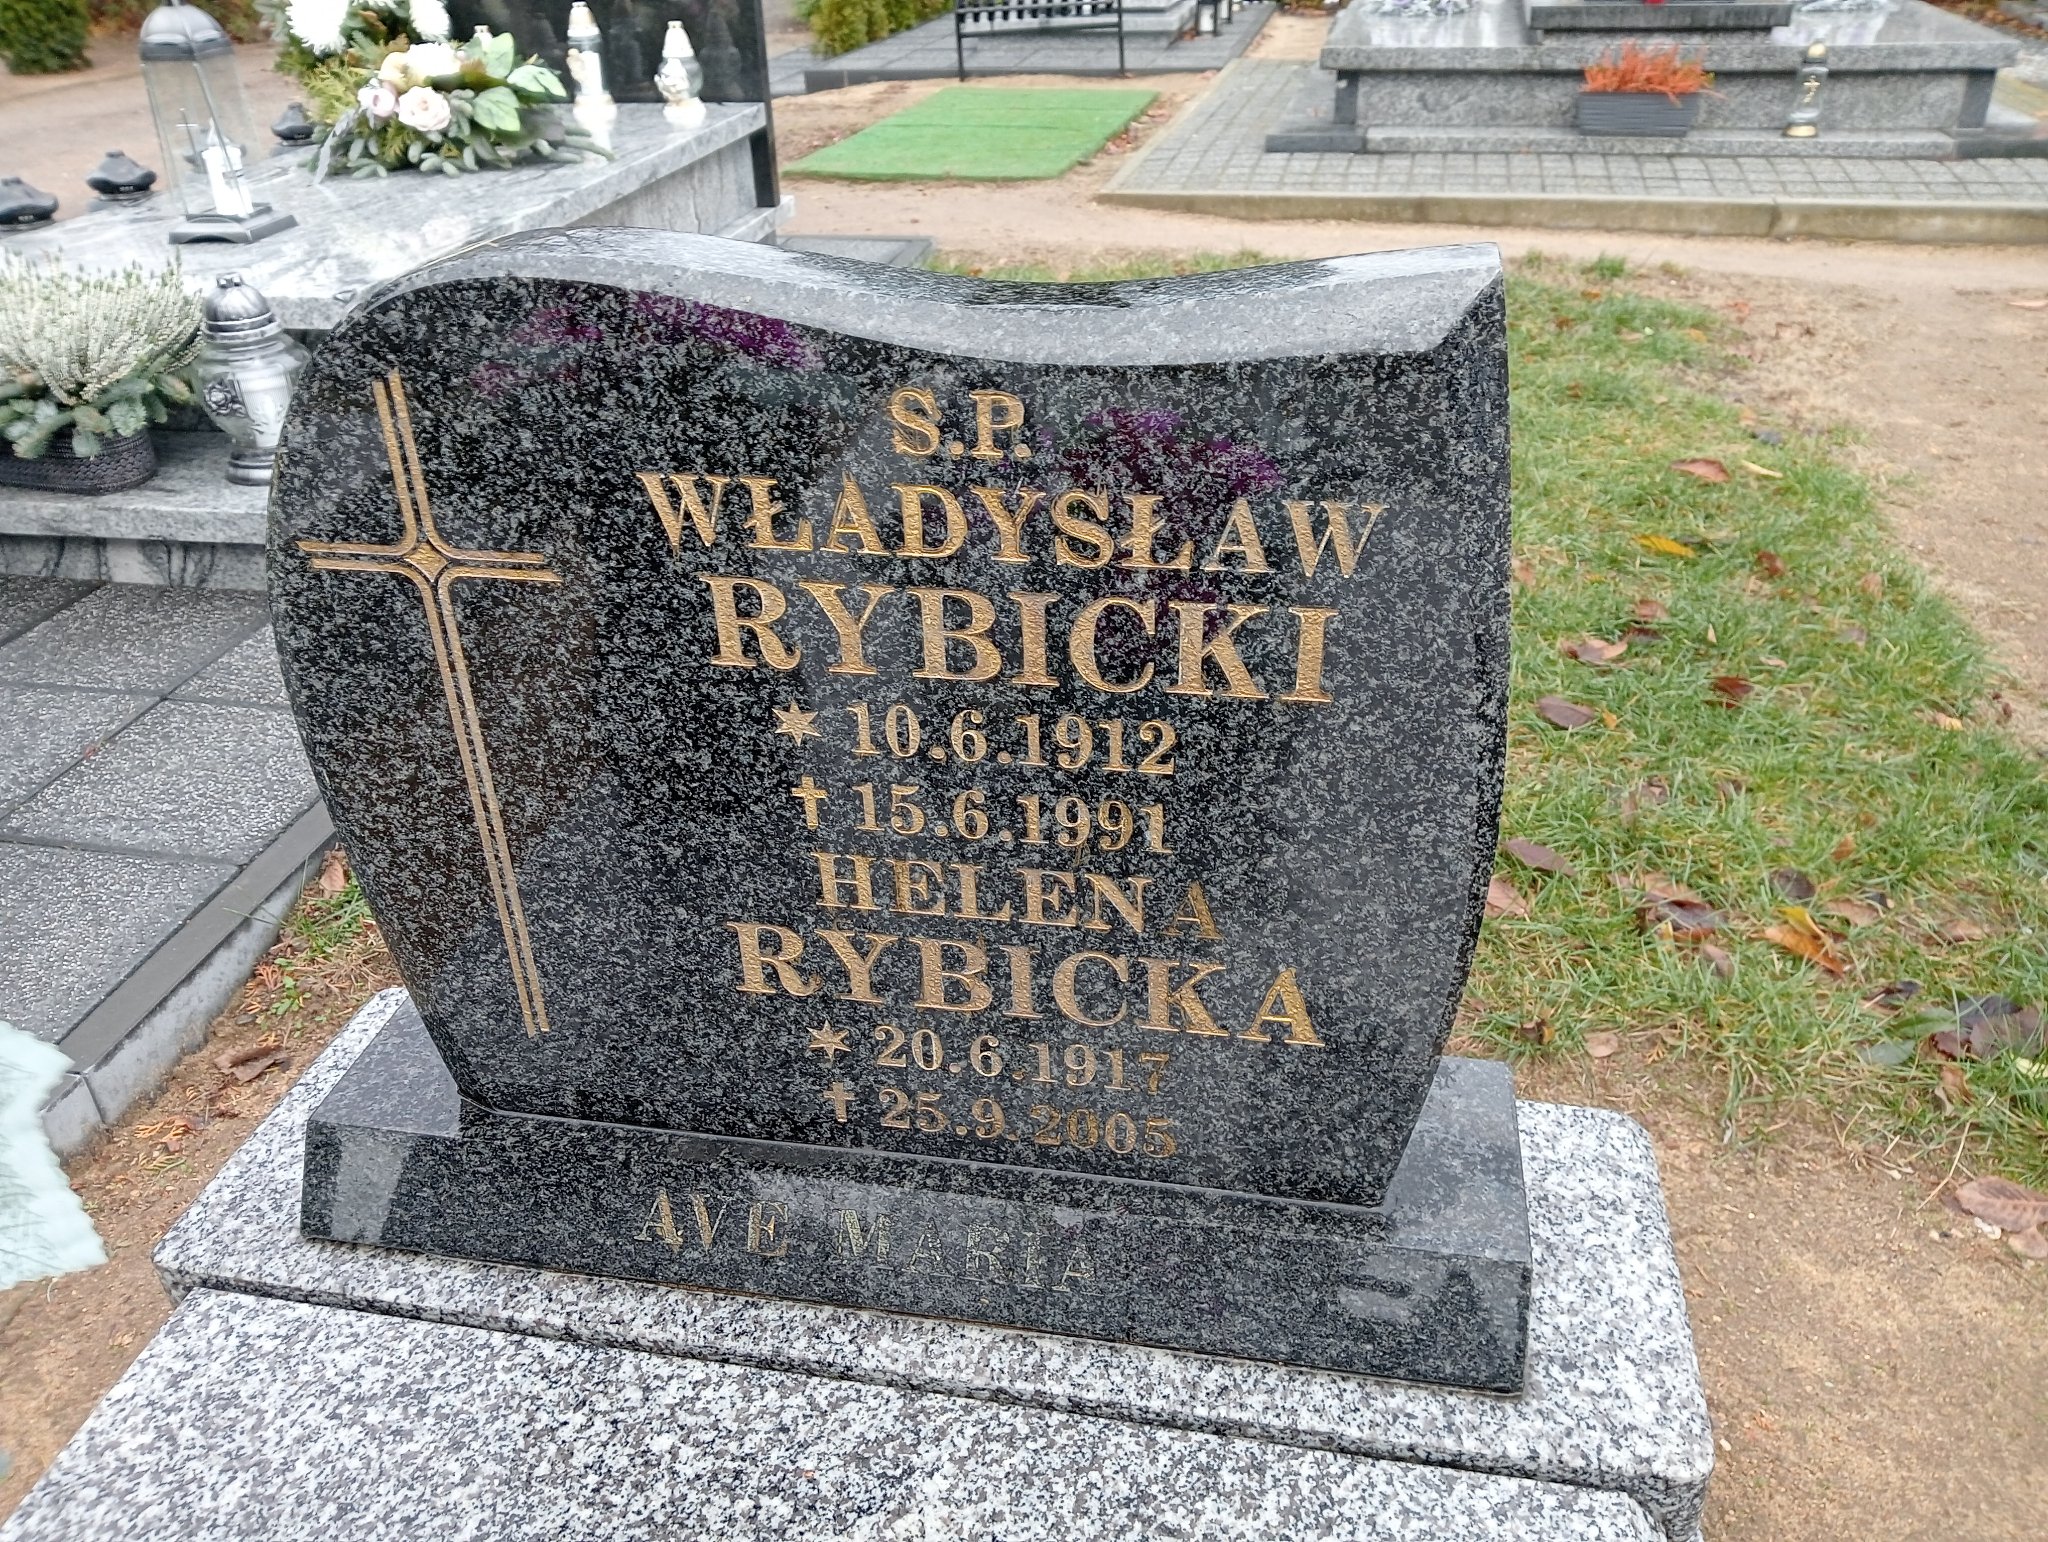 S.P.
WŁADYSŁAW
RYBICKI
* 10.6.1912
✝ 15.6.1991
HELENA
RYBICKA
* 20.6.1917
✝ 25.9.2005
AVE MARIA